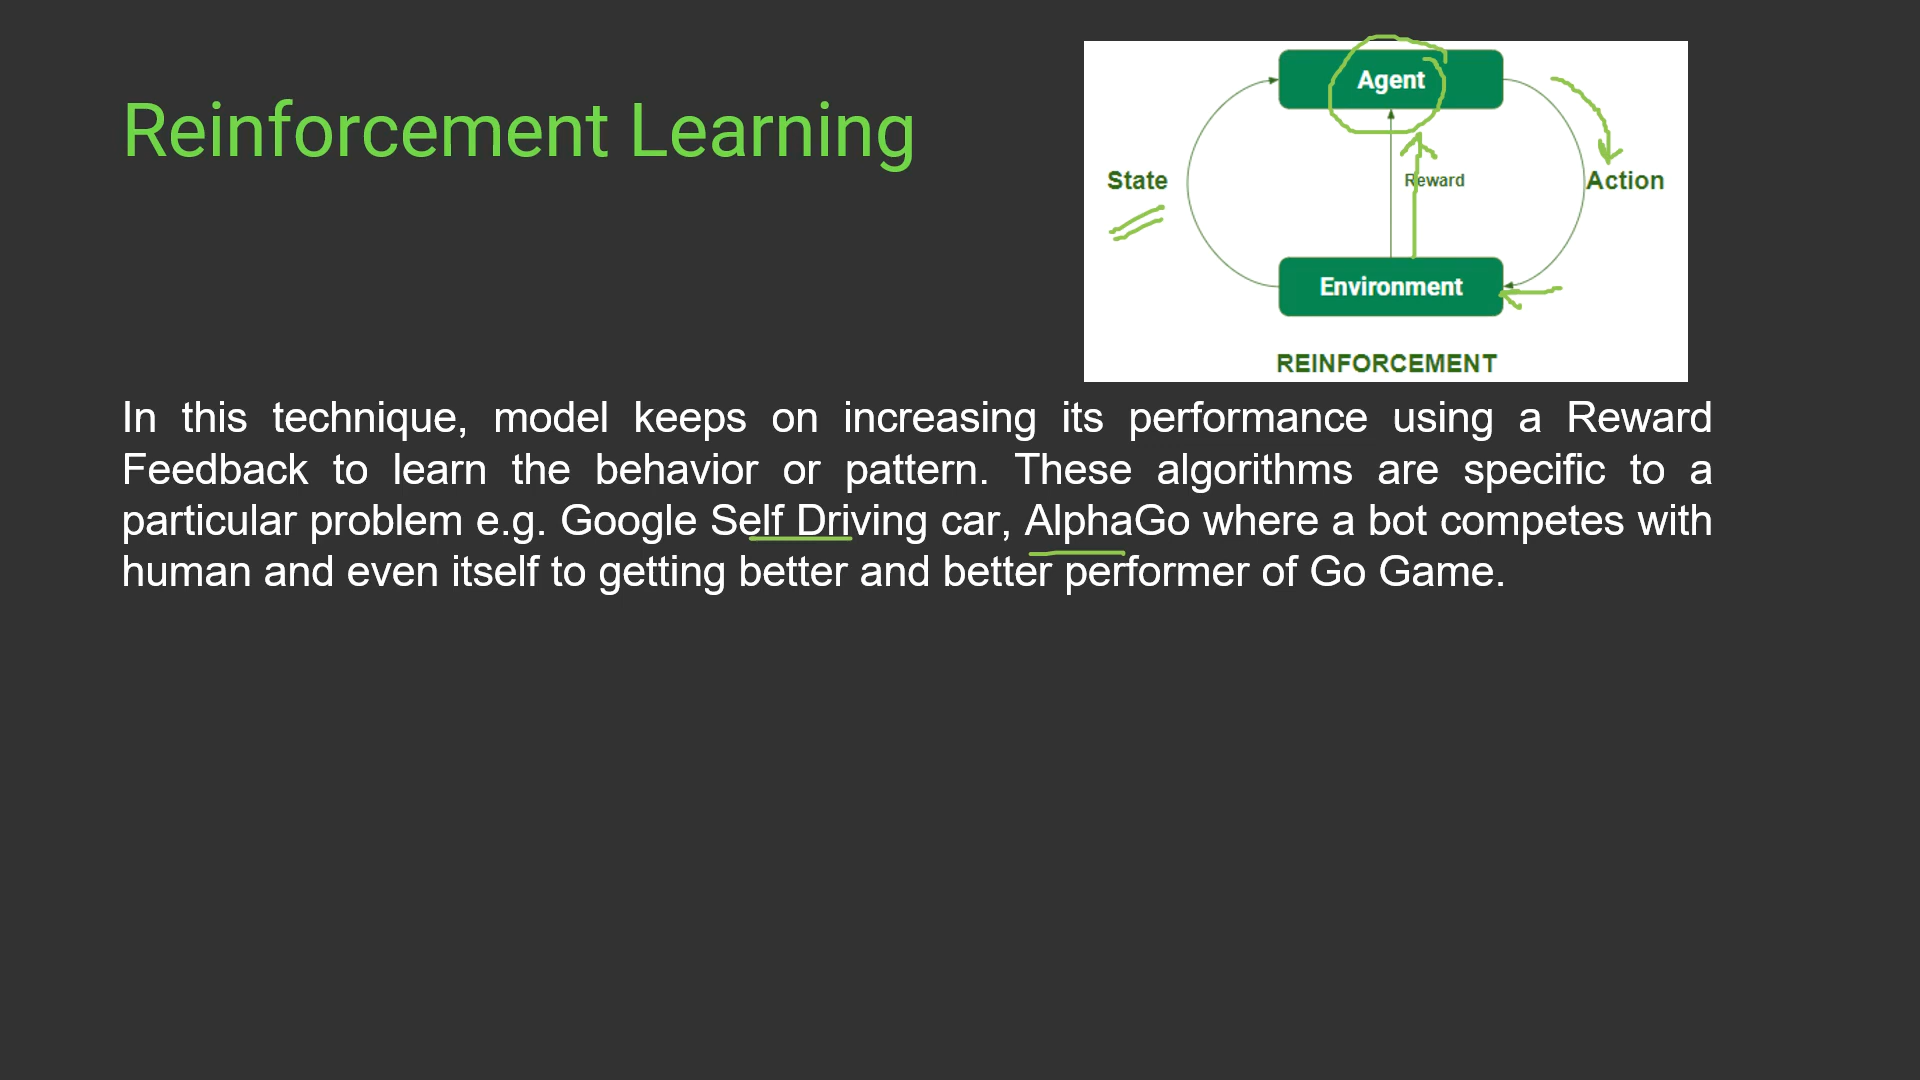 Reinforcement Learning
Agent
State
Reward
Action
Environment
REINFORCEMENT
In this technique, model keeps on increasing its performance using a Reward
Feedback to learn the behavior or pattern. These algorithms are specific to a
particular problem e.g. Google Self Driving car, AlphaGo where a bot competes with
human and even itself to getting better and better performer of Go Game.